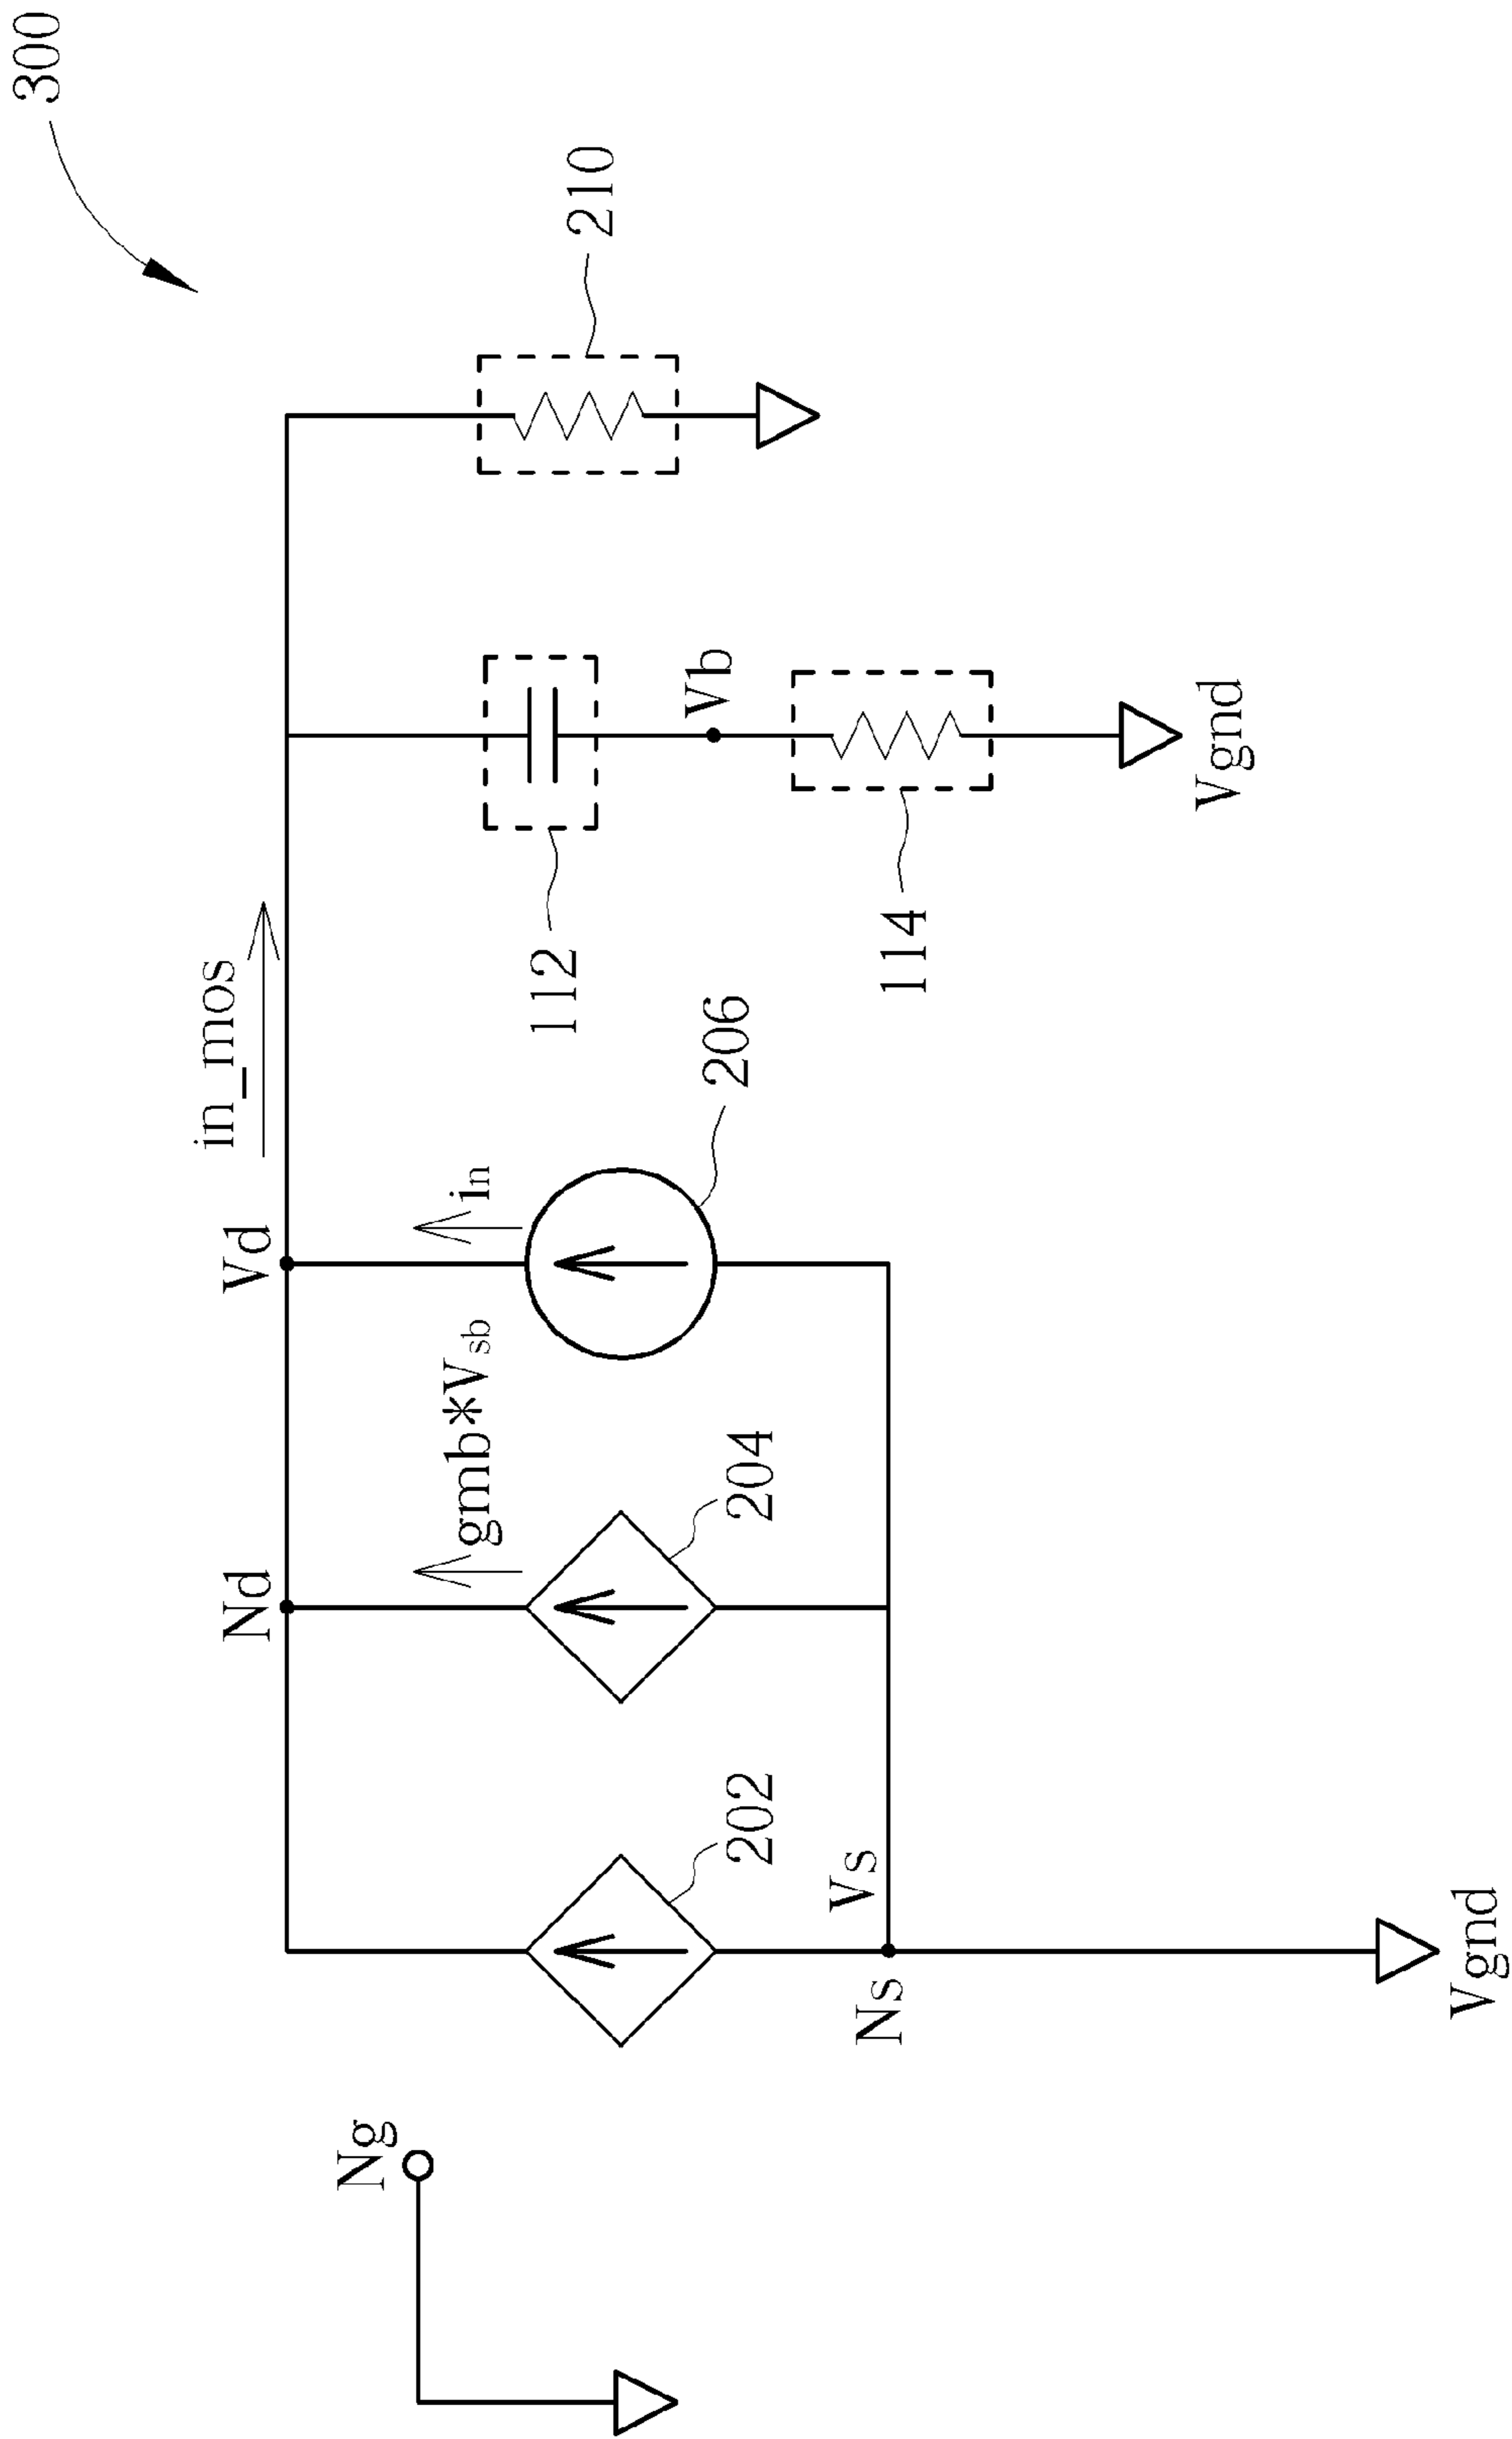 300
in_mos
Vd
Nd
in
gmb*Vsb
210
112
Vb
114
Vgnd
206
204
202
Vs
Ns
Ng
Vgnd